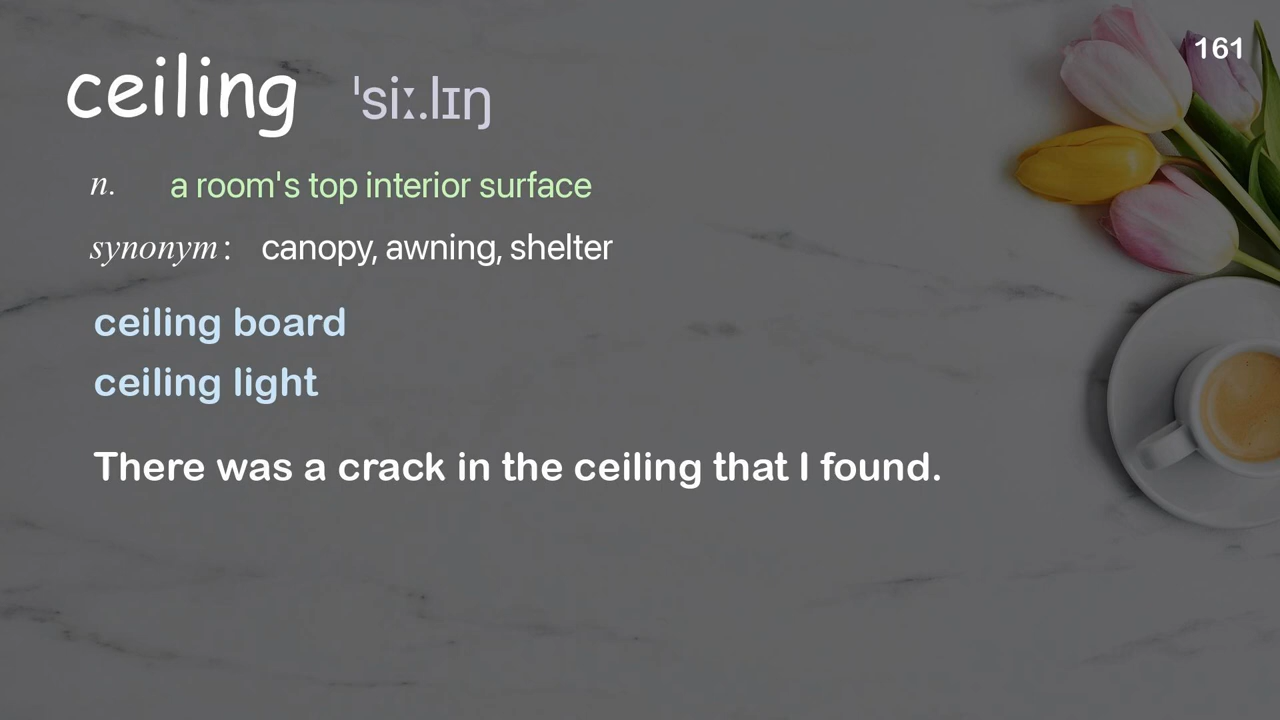 161
ceiling ˈsiː.lɪŋ
n. a room's top interior surface
synonym: canopy, awning, shelter
ceiling board
ceiling light
There was a crack in the ceiling that I found.